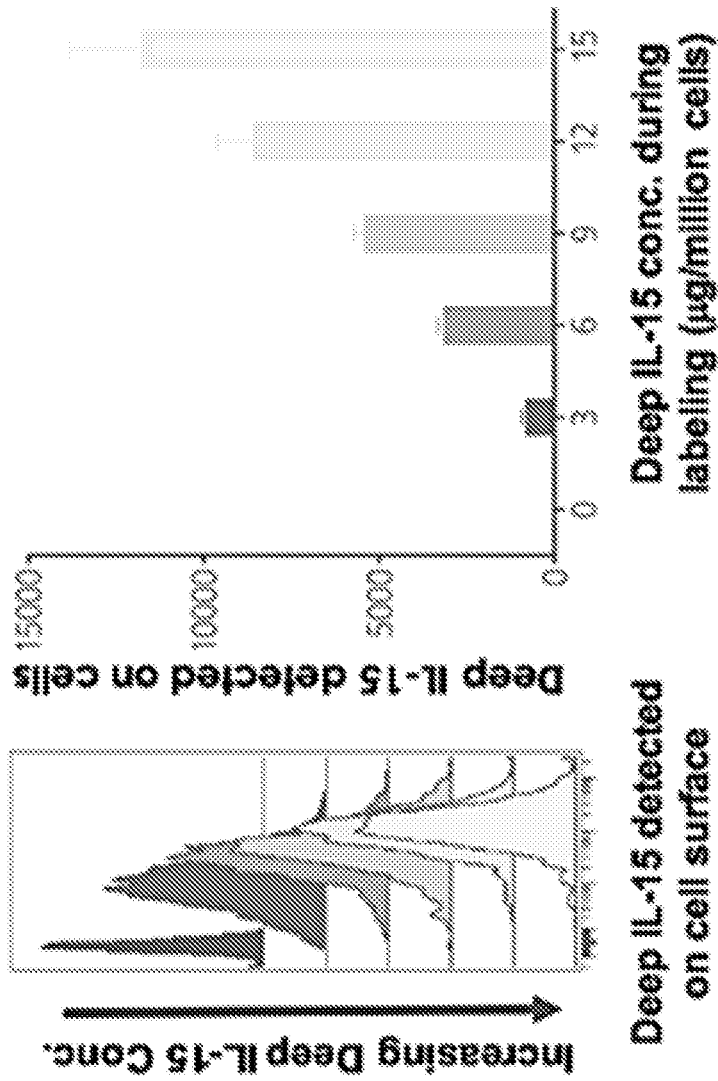 Increasing Deep IL-15 Conc.
Deep IL-15 detected
on cell surface
Deep IL-15 detected on cells
15000
10000
5000
0
0 3 6 9 12 15
Deep IL-15 conc. during
labeling (µg/million cells)